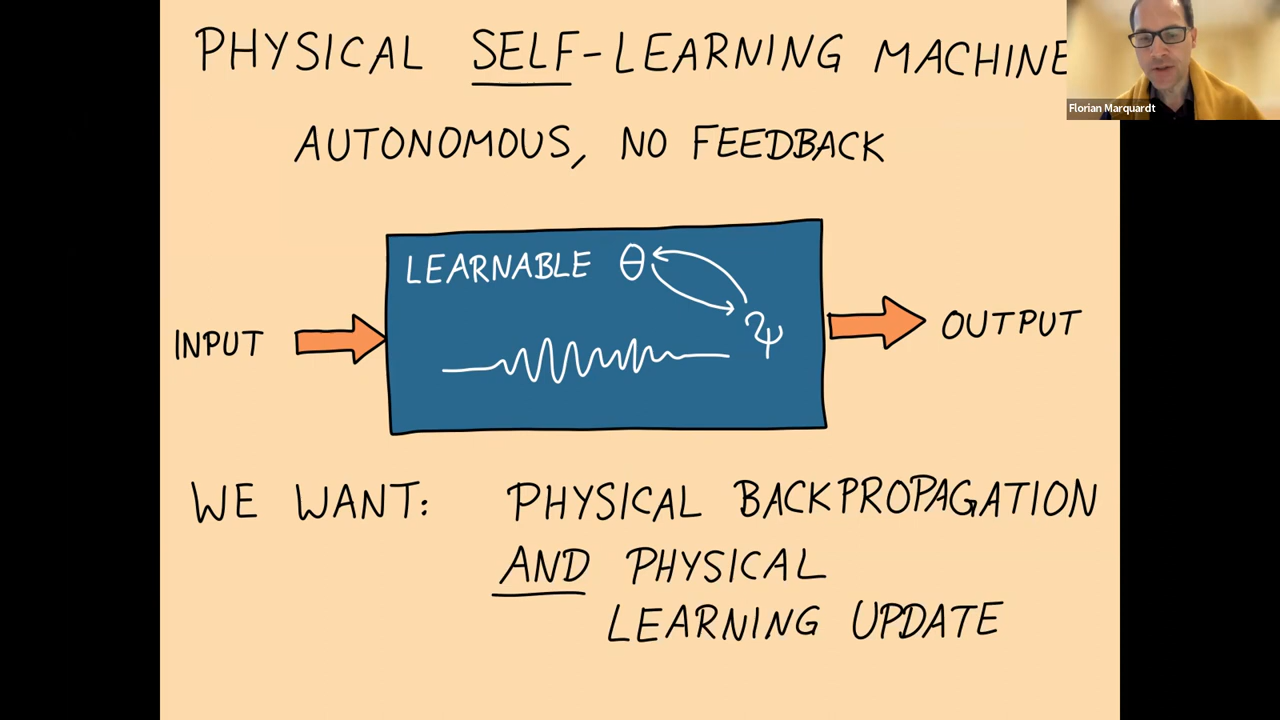 PHYSICAL SELF-LEARNING MACHINE
Florian Marquardt
AUTONOMOUS, NO FEEDBACK
LEARNABLE θ
Ψ
INPUT
OUTPUT
WE WANT: PHYSICAL BACKPROPAGATION
AND PHYSICAL
LEARNING UPDATE